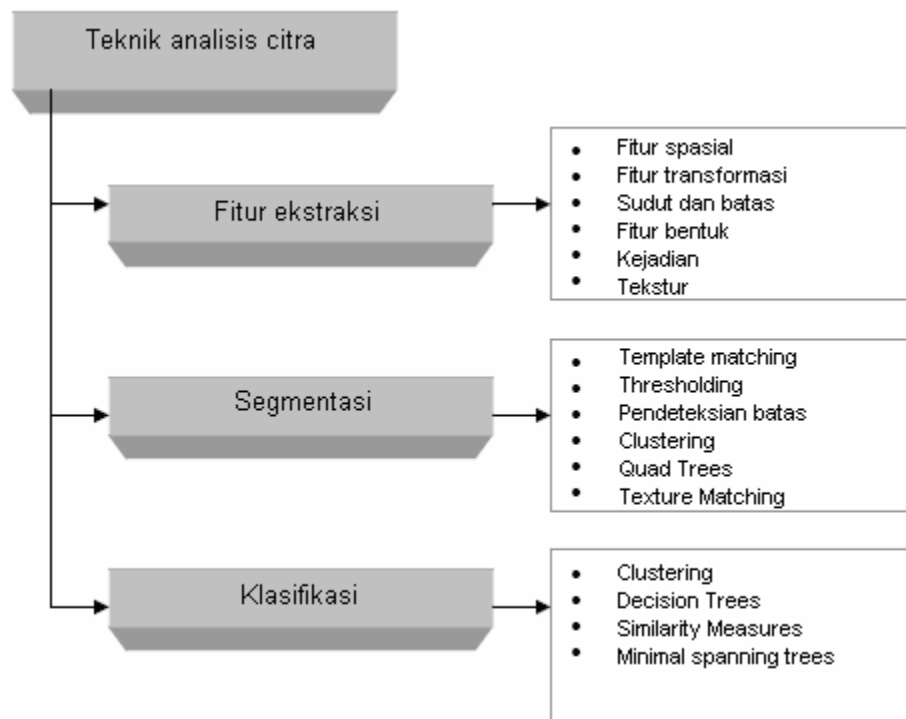 Teknik analisis citra
Fitur ekstraksi
Fitur spasial
Fitur transformasi
Sudut dan batas
Fitur bentuk
Kejadian
Tekstur
Segmentasi
Template matching
Thresholding
Pendeteksian batas
Clustering
Quad Trees
Texture Matching
Klasifikasi
Clustering
Decision Trees
Similarity Measures
Minimal spanning trees